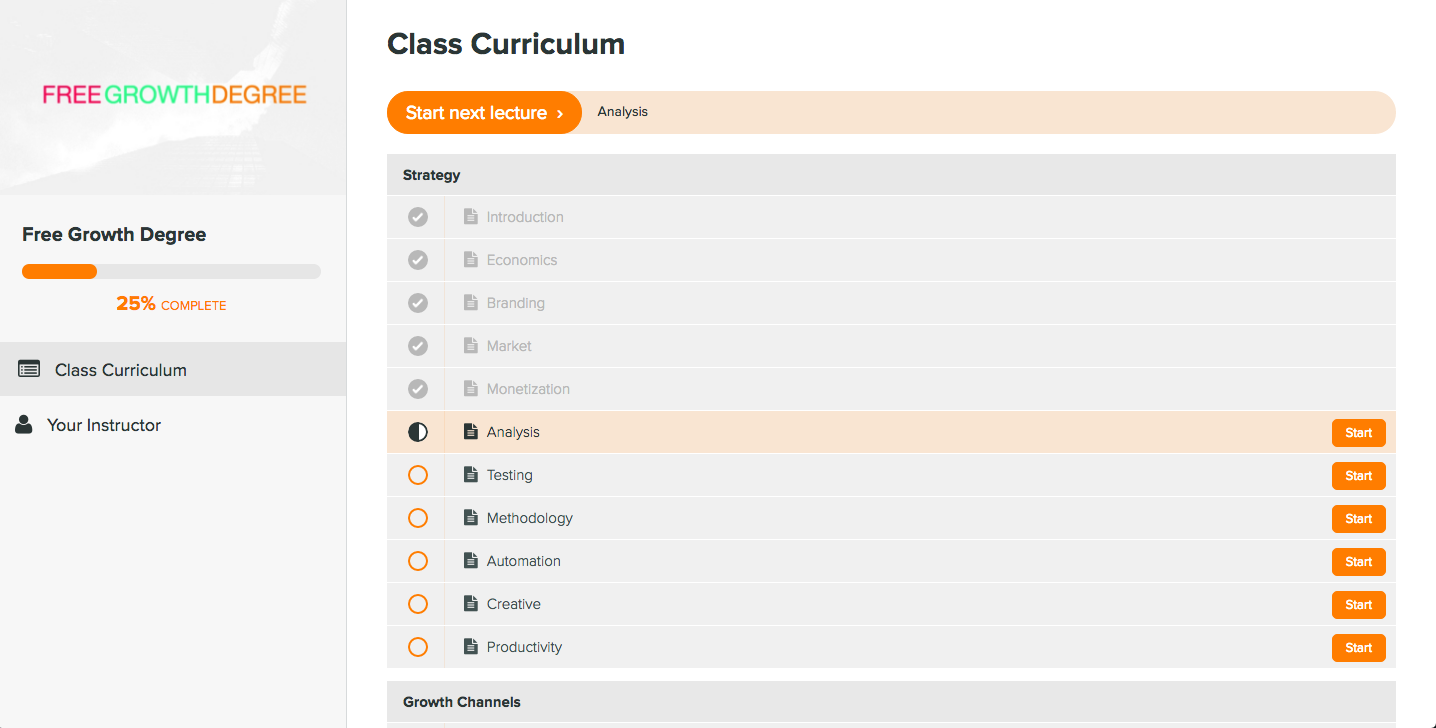 FREEGROWTHDEGREE
Free Growth Degree
25% COMPLETE
Class Curriculum
Your Instructor
Class Curriculum
Start next lecture › Analysis
Strategy
Introduction
Economics
Branding
Market
Monetization
Analysis Start
Testing Start
Methodology Start
Automation Start
Creative Start
Productivity Start
Growth Channels